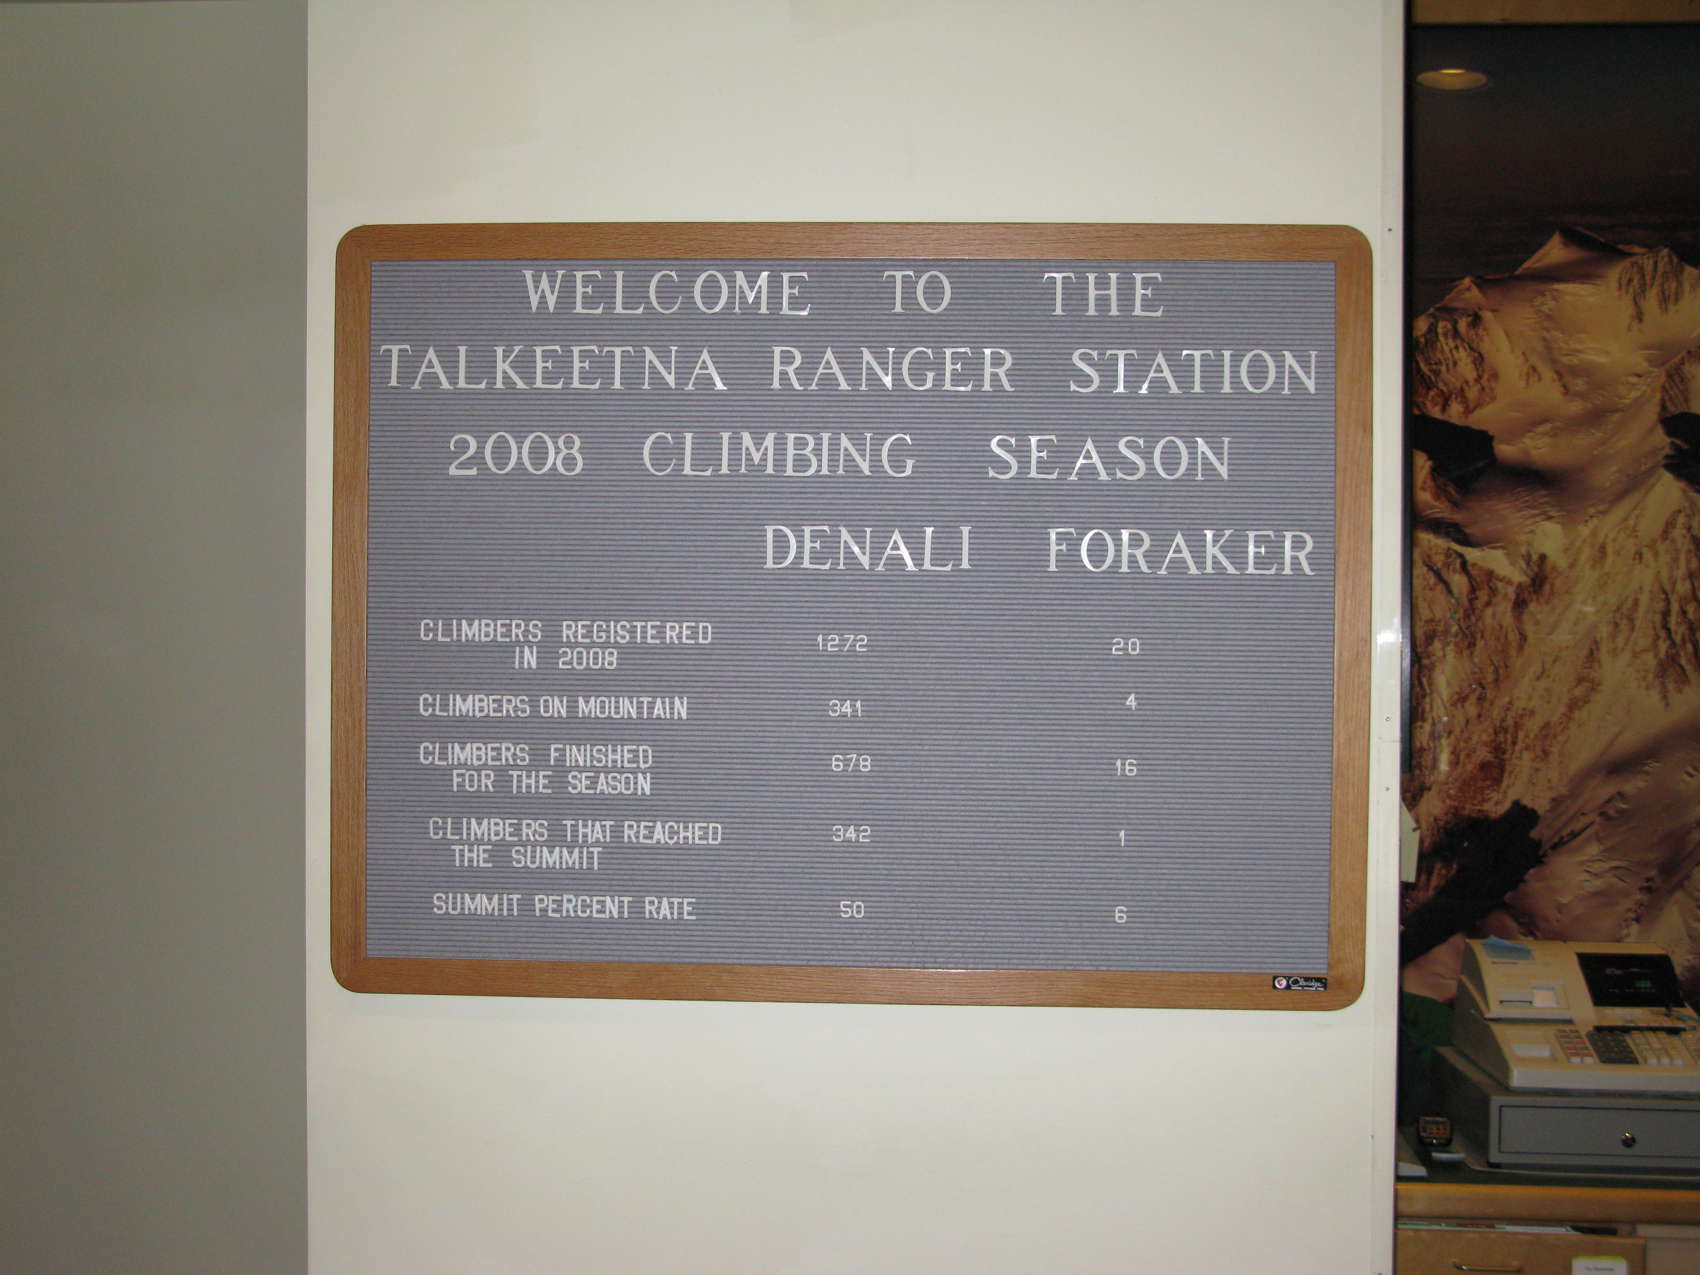 WELCOME TO THE
TALKEETNA RANGER STATION
2008 CLIMBING SEASON
DENALI FORAKER
CLIMBERS REGISTERED 1272 20
IN 2008
CLIMBERS ON MOUNTAIN 341 4
CLIMBERS FINISHED 678 16
FOR THE SEASON
CLIMBERS THAT REACHED 342 1
THE SUMMIT
SUMMIT PERCENT RATE 50 6
Claridge